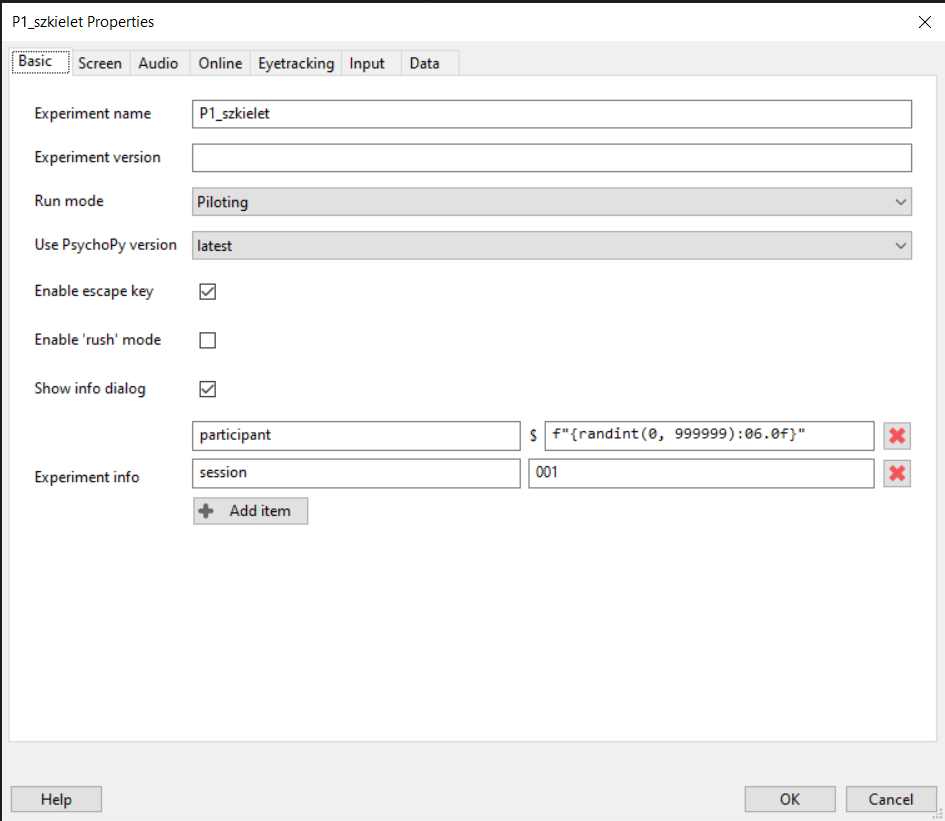 P1_szkielet Properties
Basic Screen Audio Online Eyetracking Input Data
Experiment name P1_szkielet
Experiment version
Run mode Piloting
Use PsychoPy version latest
Enable escape key
Enable 'rush' mode
Show info dialog
participant $ f"{randint(0, 999999):06.0f}"
Experiment info session 001
Add item
Help OK Cancel